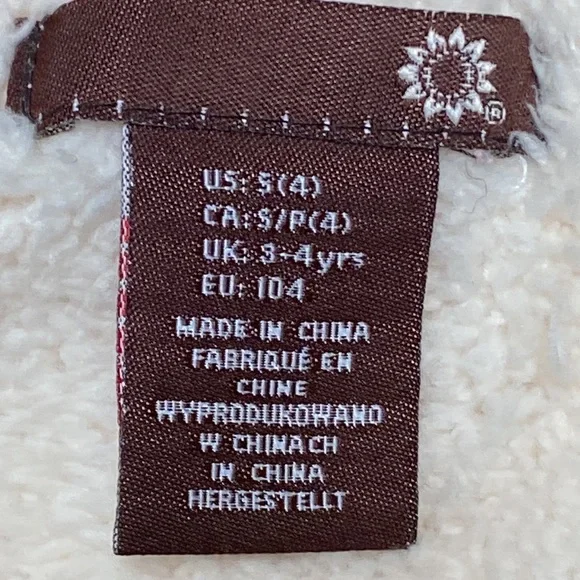 ®
US: S(4)
CA: S/P(4)
UK: 3-4yrs
EU: 104
MADE IN CHINA
FABRIQUÉ EN
CHINE
WYPRODUKOWANO
W CHINACH
IN CHINA
HERGESTELLT